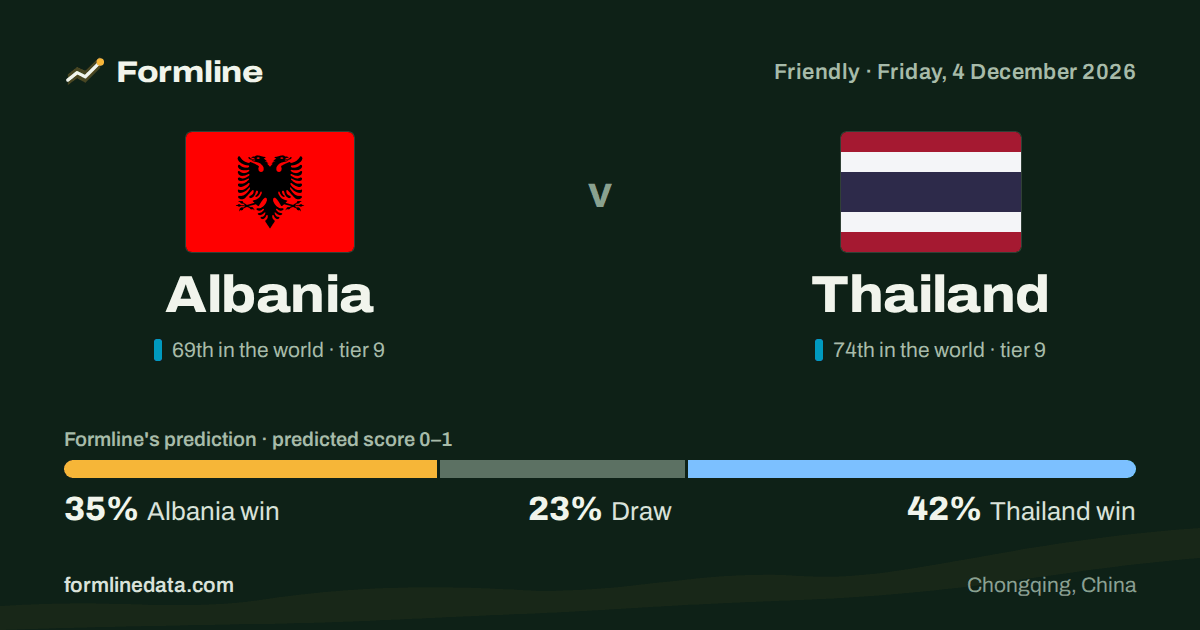 Formline
Friendly · Friday, 4 December 2026
V
Albania
Thailand
69th in the world · tier 9
74th in the world · tier 9
Formline's prediction · predicted score 0–1
35% Albania win
23% Draw
42% Thailand win
formlinedata.com
Chongqing, China